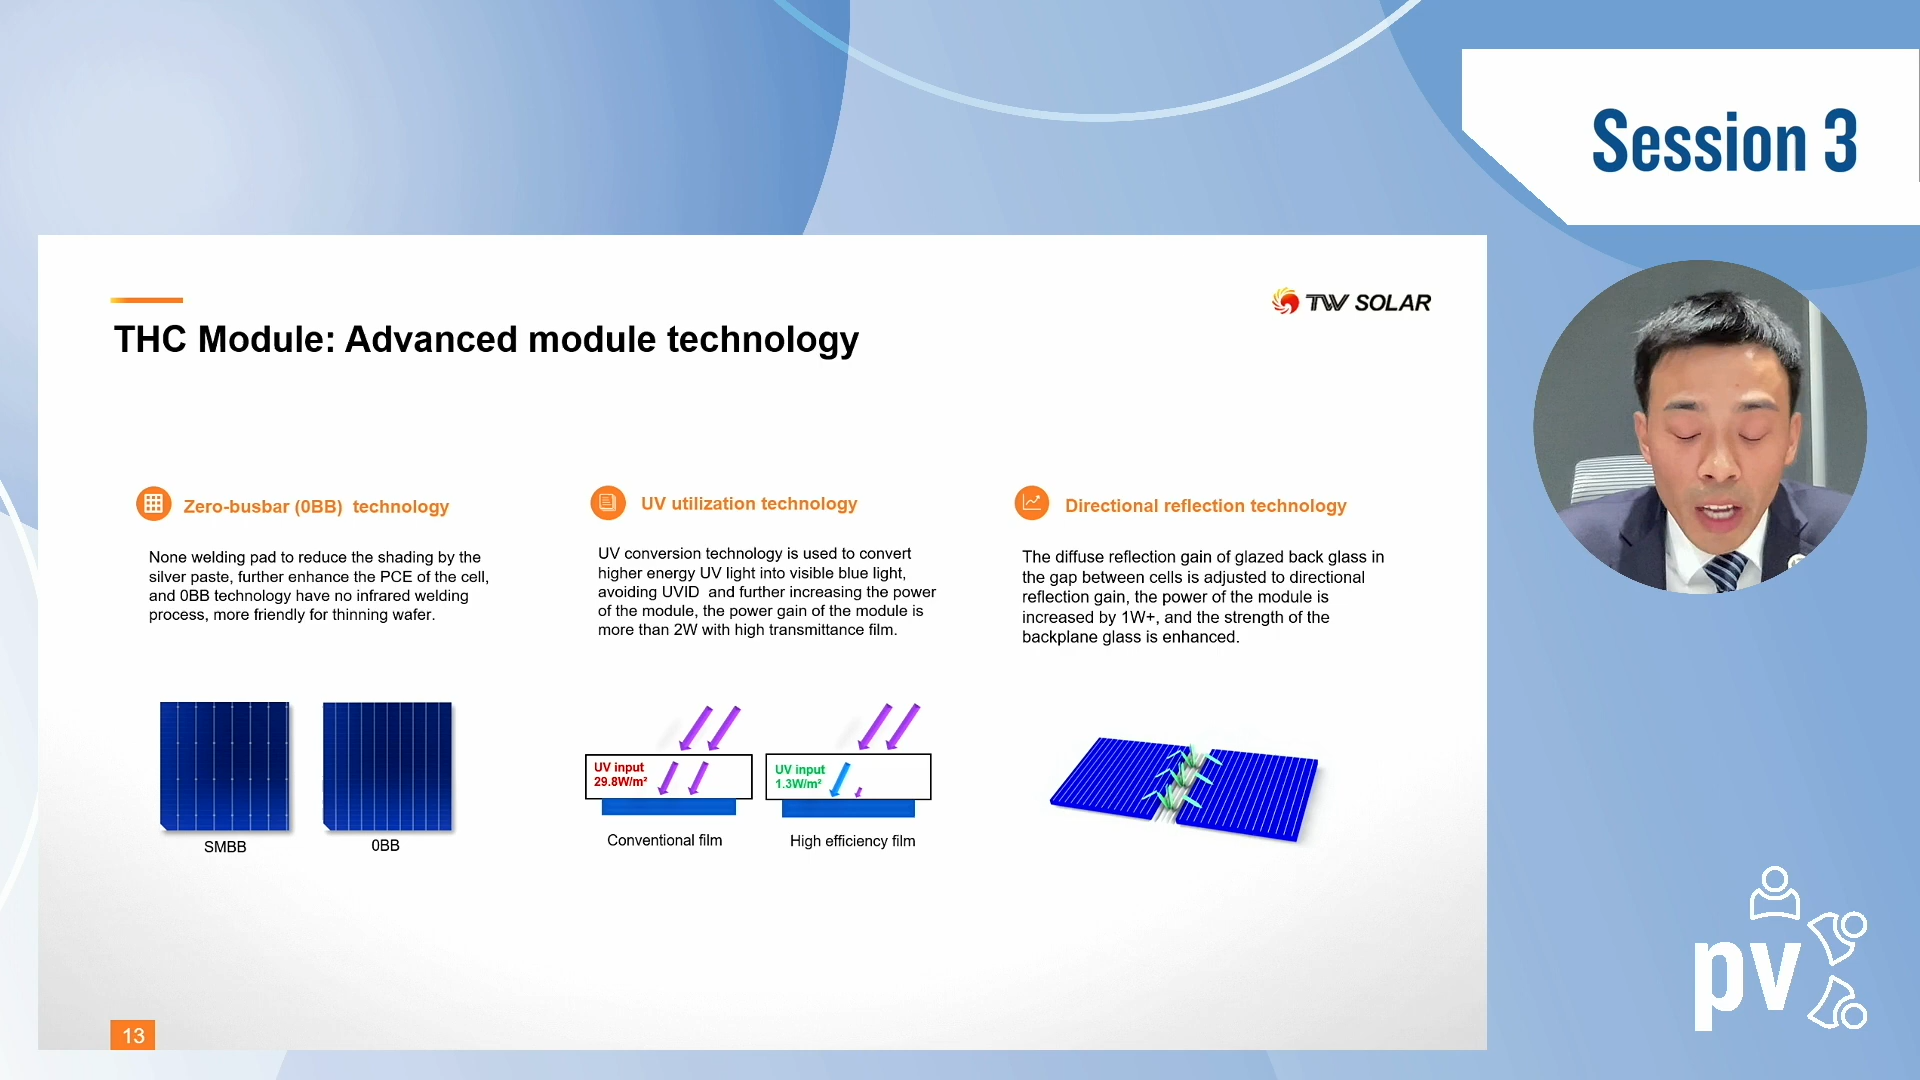 Session 3
TW SOLAR
THC Module: Advanced module technology
Zero-busbar (0BB) technology
None welding pad to reduce the shading by the
silver paste, further enhance the PCE of the cell,
and 0BB technology have no infrared welding
process, more friendly for thinning wafer.
SMBB
0BB
UV utilization technology
UV conversion technology is used to convert
higher energy UV light into visible blue light,
avoiding UVID and further increasing the power
of the module, the power gain of the module is
more than 2W with high transmittance film.
UV input
29.8W/m²
Conventional film
UV input
1.3W/m²
High efficiency film
Directional reflection technology
The diffuse reflection gain of glazed back glass in
the gap between cells is adjusted to directional
reflection gain, the power of the module is
increased by 1W+, and the strength of the
backplane glass is enhanced.
13
pv